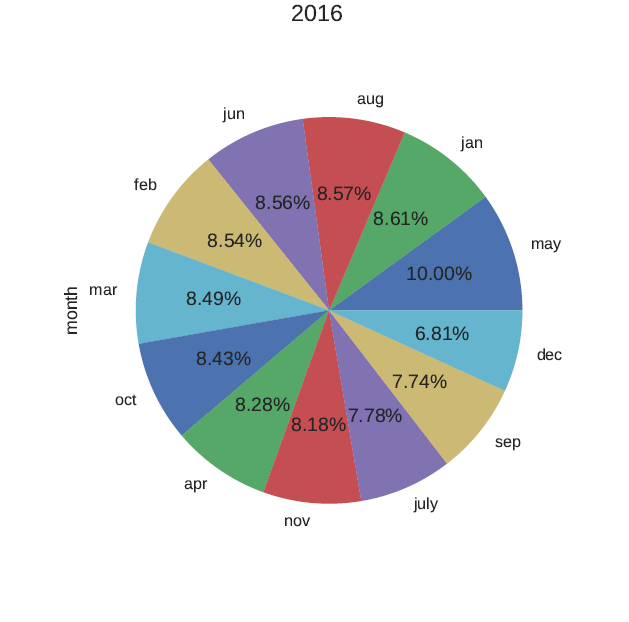 2016
aug
jun
jan
feb
8.57%
8.56%
8.61%
8.54%
may
10.00%
mar
8.49%
month
6.81%
dec
8.43%
7.74%
oct
8.28%
7.78%
8.18%
sep
apr
july
nov